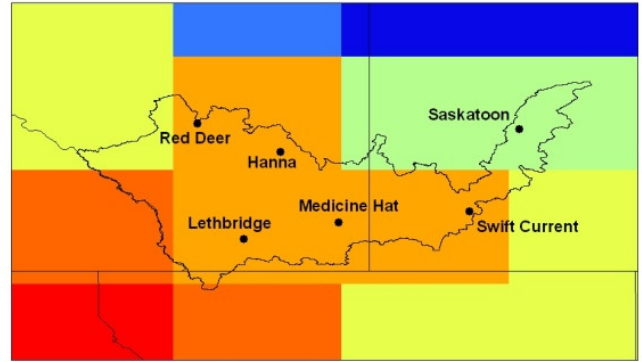 Saskatoon
Red Deer
Hanna
Medicine Hat
Lethbridge
Swift Current